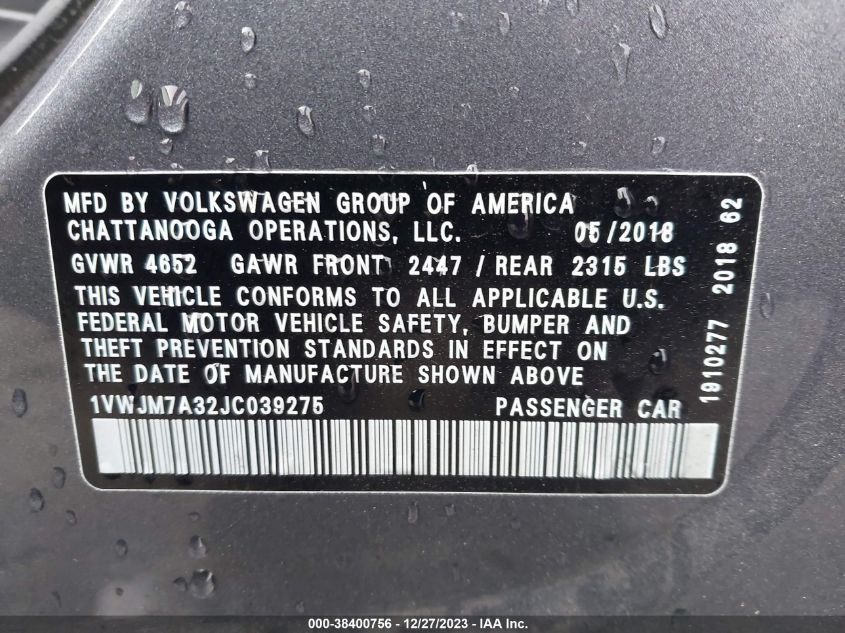 MFD BY VOLKSWAGEN GROUP OF AMERICA
CHATTANOOGA OPERATIONS, LLC. 05/2018
GVWR 4652 GAWR FRONT 2447 / REAR 2315 LBS
THIS VEHICLE CONFORMS TO ALL APPLICABLE U.S.
FEDERAL MOTOR VEHICLE SAFETY, BUMPER AND
THEFT PREVENTION STANDARDS IN EFFECT ON
THE DATE OF MANUFACTURE SHOWN ABOVE
1VWJM7A32JC039275 PASSENGER CAR
1910277 2018 62
000-38400756 - 12/27/2023 - IAA Inc.